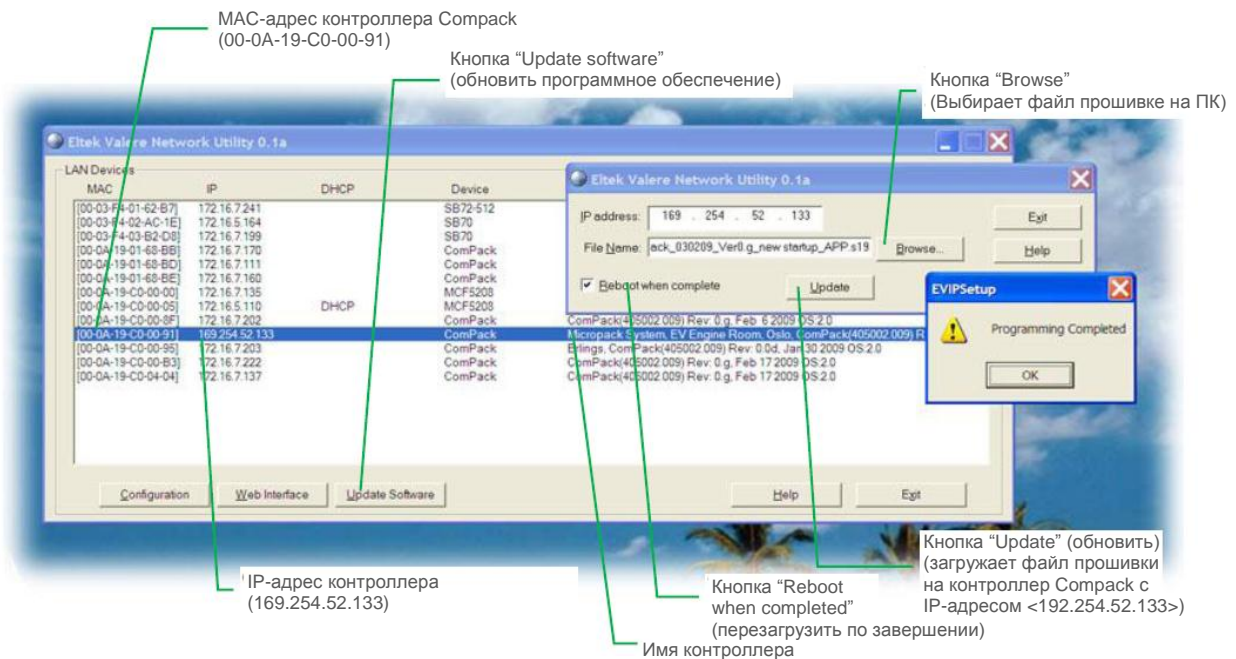 MAC-адрес контроллера Compack
(00-0A-19-C0-00-91)
Кнопка “Update software”
(обновить программное обеспечение)
Кнопка “Browse”
(Выбирает файл прошивке на ПК)
Eltek Valere Network Utility 0.1a
LAN Devices
MAC IP DHCP Device
[00-03-F4-01-62-B7] 172.16.7.241 SB72-512
[00-03-F4-02-AC-1E] 172.16.5.164 SB70
[00-03-F4-03-B2-D8] 172.16.7.199 SB70
[00-0A-19-01-68-BB] 172.16.7.170 ComPack
[00-0A-19-01-68-BD] 172.16.7.111 ComPack
[00-0A-19-01-68-BE] 172.16.7.160 ComPack
[00-0A-19-C0-00-00] 172.16.7.135 MCF5208
[00-0A-19-C0-00-05] 172.16.5.110 DHCP MCF5208
[00-0A-19-C0-00-8F] 172.16.7.202 ComPack ComPack(405002.009) Rev: 0.g, Feb 6 2009 OS:2.0
[00-0A-19-C0-00-91] 169.254.52.133 ComPack Micropack System, EV Engine Room, Oslo, ComPack(405002.009) R
[00-0A-19-C0-00-95] 172.16.7.203 ComPack Erlings, ComPack(405002.009) Rev: 0.0d, Jan 30 2009 OS:2.0
[00-0A-19-C0-00-B3] 172.16.7.222 ComPack ComPack(405002.009) Rev: 0.g, Feb 17 2009 OS:2.0
[00-0A-19-C0-04-04] 172.16.7.137 ComPack ComPack(405002.009) Rev: 0.g, Feb 17 2009 OS:2.0
Configuration Web Interface Update Software Help Exit
Eltek Valere Network Utility 0.1a
IP address: 169 . 254 . 52 . 133 Exit
File Name: ack_030209_Ver0.g_new startup_APP.s19 Browse... Help
Reboot when complete Update
EVIPSetup
Programming Completed
OK
IP-адрес контроллера
(169.254.52.133)
Кнопка “Reboot
when completed”
(перезагрузить по завершении)
Имя контроллера
Кнопка “Update” (обновить)
(загружает файл прошивки
на контроллер Compack с
IP-адресом <192.254.52.133>)